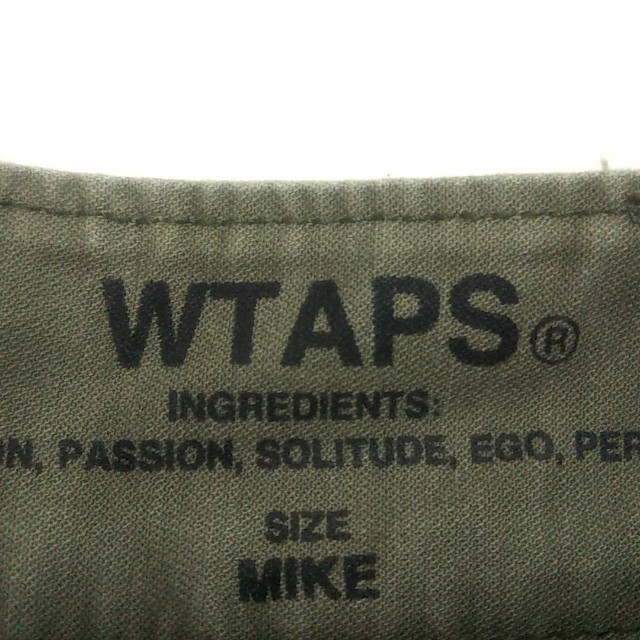 WTAPS®
INGREDIENTS:
PASSION, SOLITUDE, EGO,
SIZE
MIKE